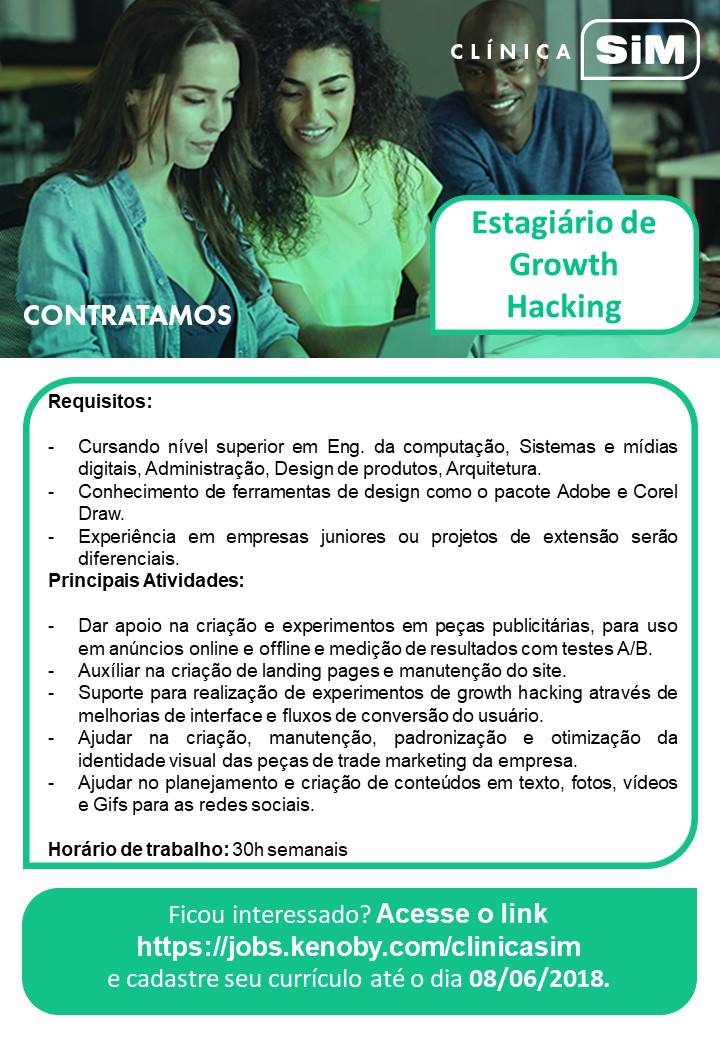 CLÍNICA SiM
Estagiário de
Growth
Hacking
CONTRATAMOS
Requisitos:
- Cursando nível superior em Eng. da computação, Sistemas e mídias
digitais, Administração, Design de produtos, Arquitetura.
- Conhecimento de ferramentas de design como o pacote Adobe e Corel
Draw.
- Experiência em empresas juniores ou projetos de extensão serão
diferenciais.
Principais Atividades:
- Dar apoio na criação e experimentos em peças publicitárias, para uso
em anúncios online e offline e medição de resultados com testes A/B.
- Auxíliar na criação de landing pages e manutenção do site.
- Suporte para realização de experimentos de growth hacking através de
melhorias de interface e fluxos de conversão do usuário.
- Ajudar na criação, manutenção, padronização e otimização da
identidade visual das peças de trade marketing da empresa.
- Ajudar no planejamento e criação de conteúdos em texto, fotos, vídeos
e Gifs para as redes sociais.
Horário de trabalho: 30h semanais
Ficou interessado? Acesse o link
https://jobs.kenoby.com/clinicasim
e cadastre seu currículo até o dia 08/06/2018.